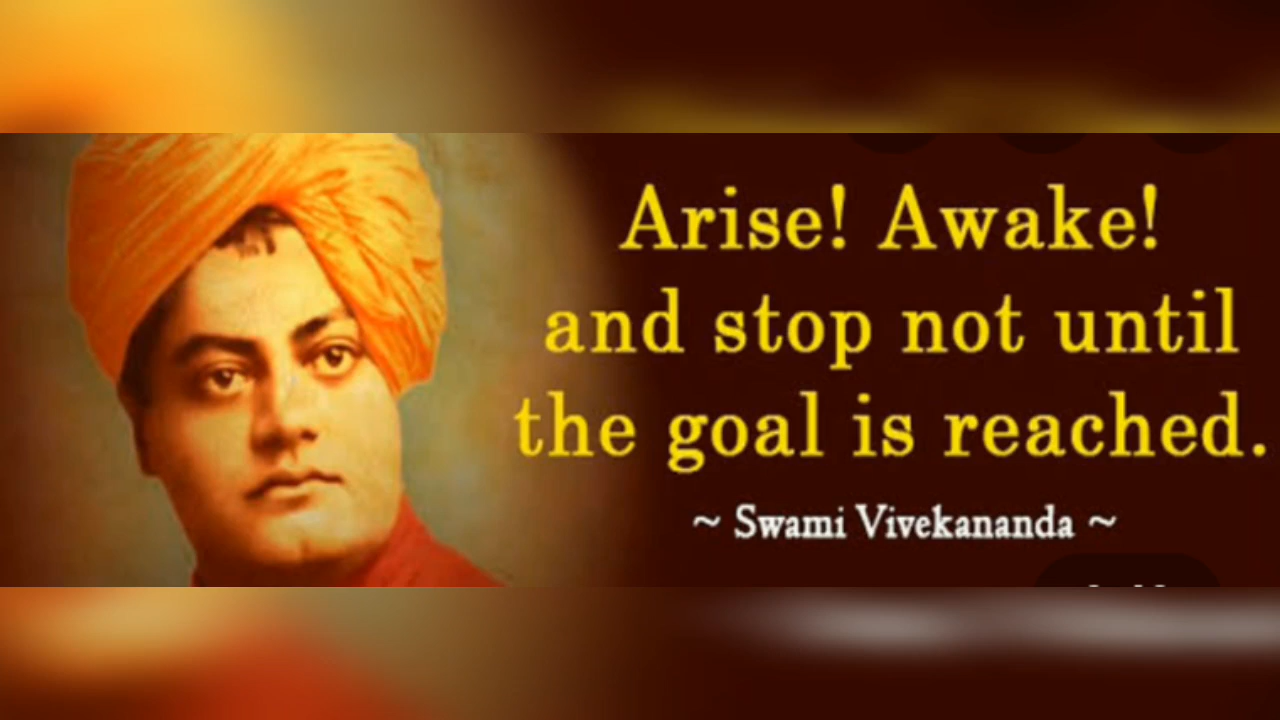 Arise! Awake!
and stop not until
the goal is reached.
~ Swami Vivekananda ~